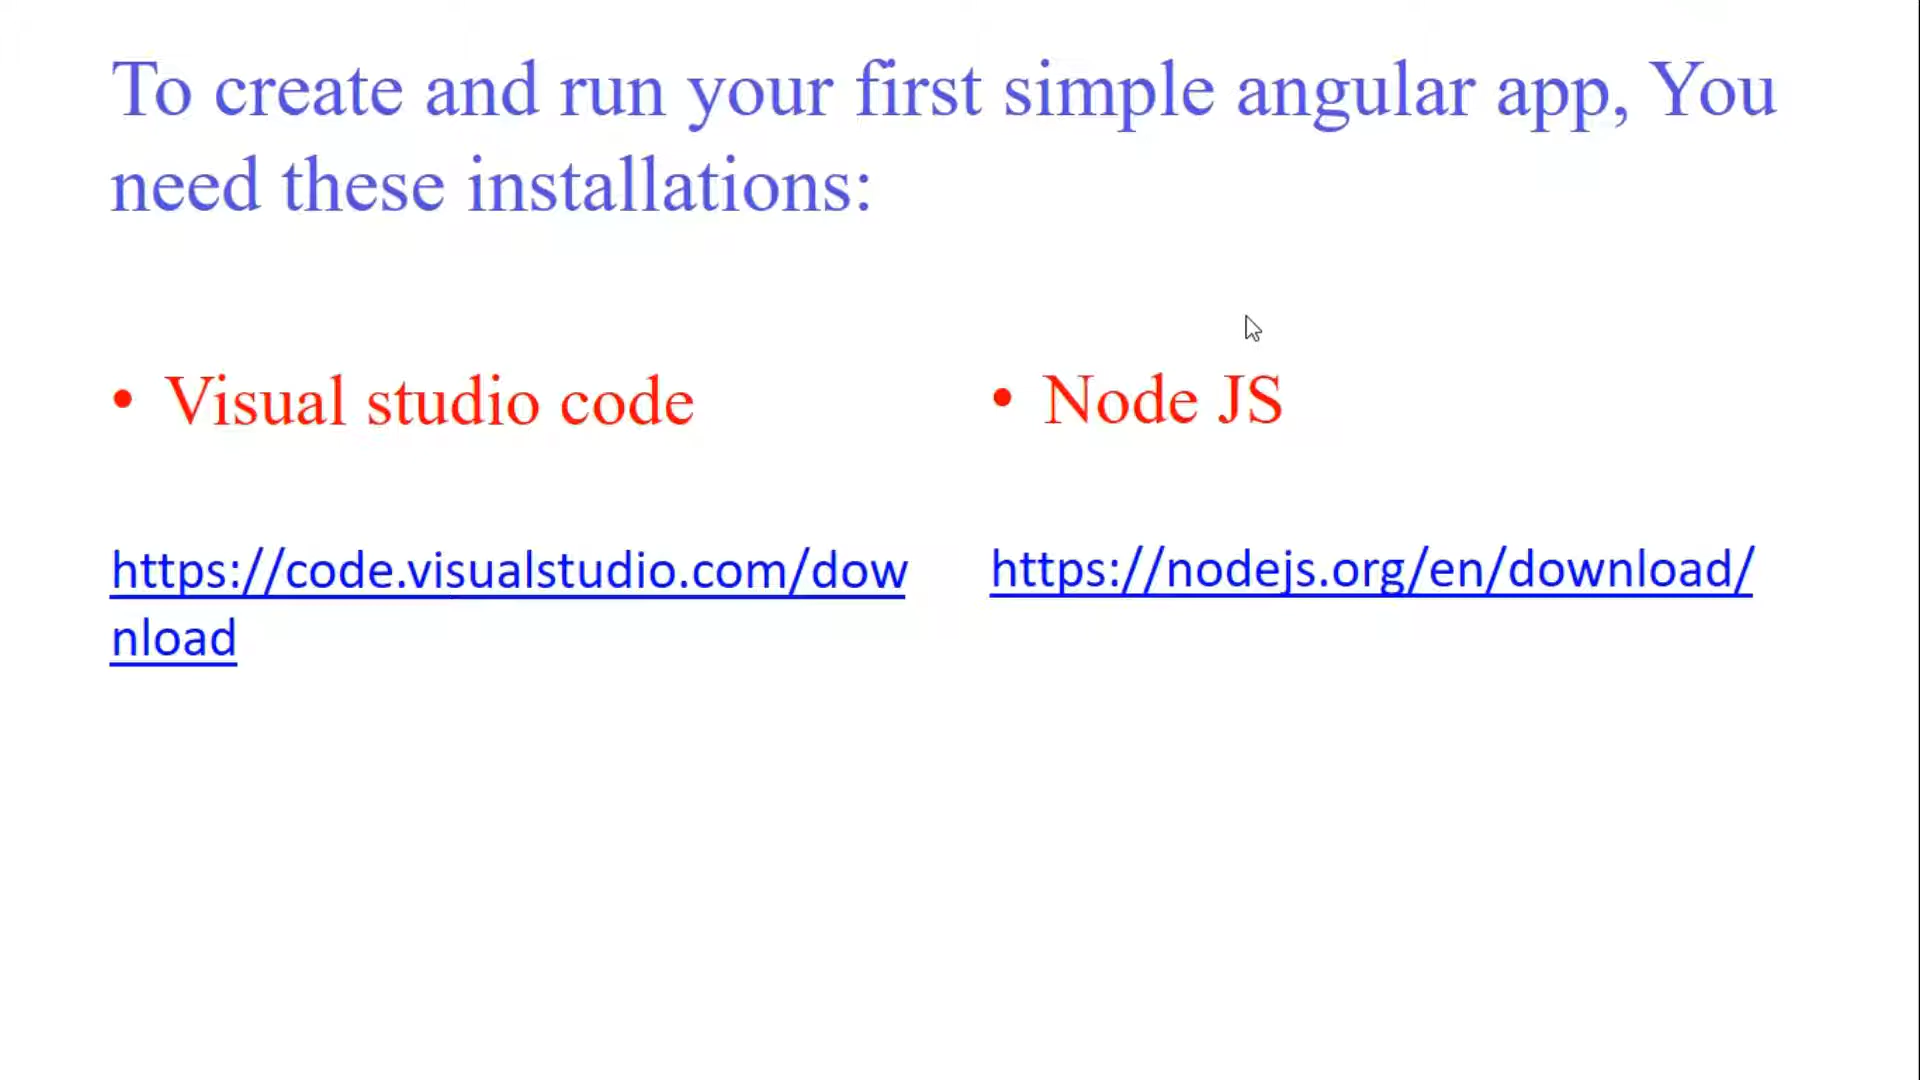 To create and run your first simple angular app, You
need these installations:
• Visual studio code
https://code.visualstudio.com/dow
nload
• Node JS
https://nodejs.org/en/download/